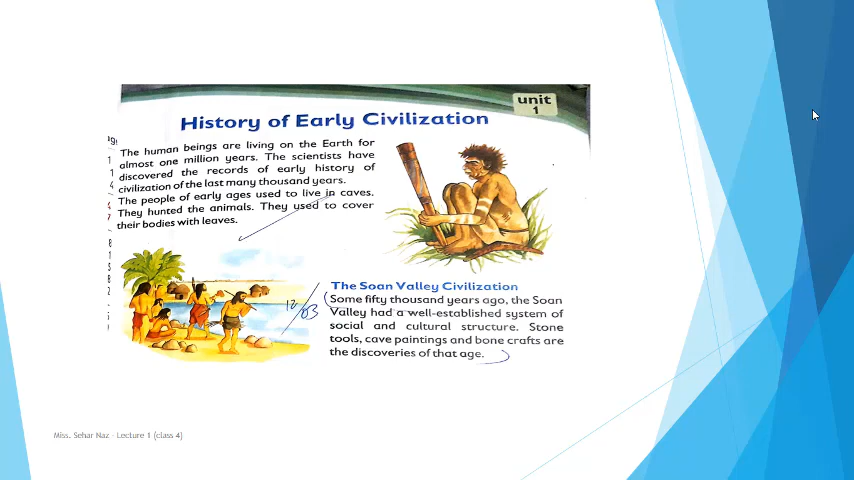 unit
1
History of Early Civilization
The human beings are living on the Earth for
almost one million years. The scientists have
discovered the records of early history of
civilization of the last many thousand years.
The people of early ages used to live in caves.
They hunted the animals. They used to cover
their bodies with leaves.
The Soan Valley Civilization
Some fifty thousand years ago, the Soan
Valley had a well-established system of
social and cultural structure. Stone
tools, cave paintings and bone crafts are
the discoveries of that age.
12/03
Miss. Sehar Naz - Lecture 1 (class 4)